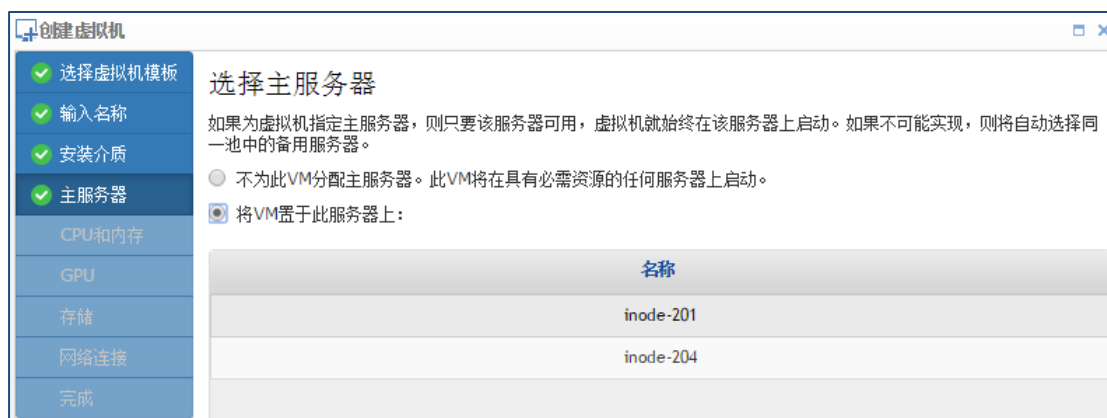 创建虚拟机
选择虚拟机模板
输入名称
安装介质
主服务器
CPU和内存
GPU
存储
网络连接
完成
选择主服务器
如果为虚拟机指定主服务器，则只要该服务器可用，虚拟机就始终在该服务器上启动。如果不可能实现，则将自动选择同
一池中的备用服务器。
不为此VM分配主服务器。此VM将在具有必需资源的任何服务器上启动。
将VM置于此服务器上：
名称
inode-201
inode-204